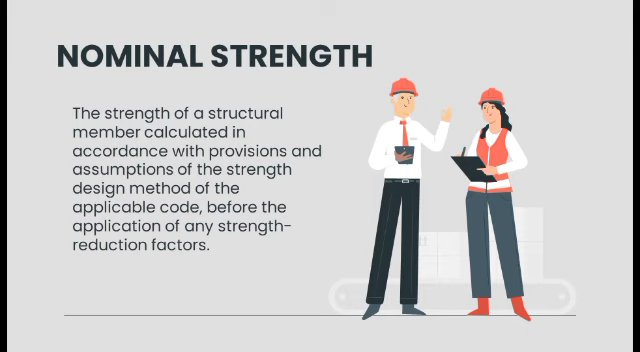 NOMINAL STRENGTH
The strength of a structural
member calculated in
accordance with provisions and
assumptions of the strength
design method of the
applicable code, before the
application of any strength-
reduction factors.